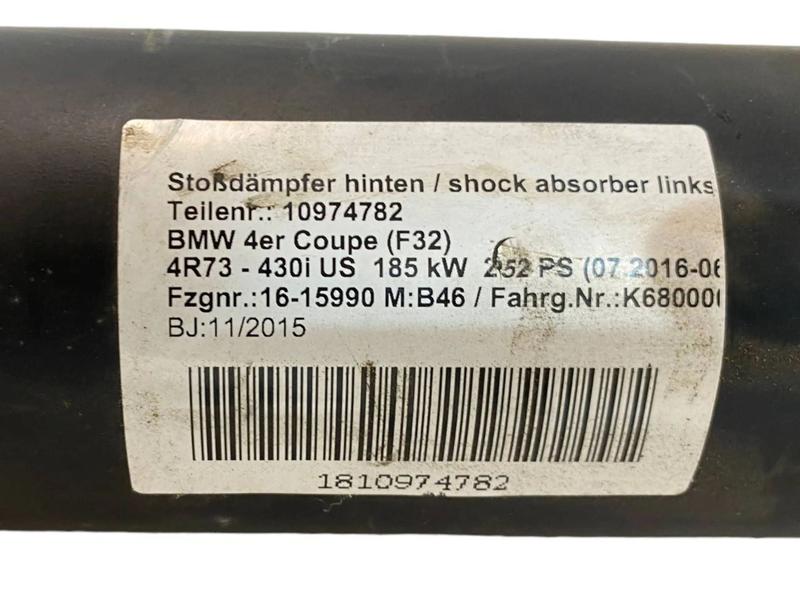 Stoßdämpfer hinten / shock absorber links
Teilenr.: 10974782
BMW 4er Coupe (F32)
4R73 - 430i US 185 kW 252 PS (07.2016-06
Fzgnr.:16-15990 M:B46 / Fahrg.Nr.:K680000
BJ:11/2015
1810974782